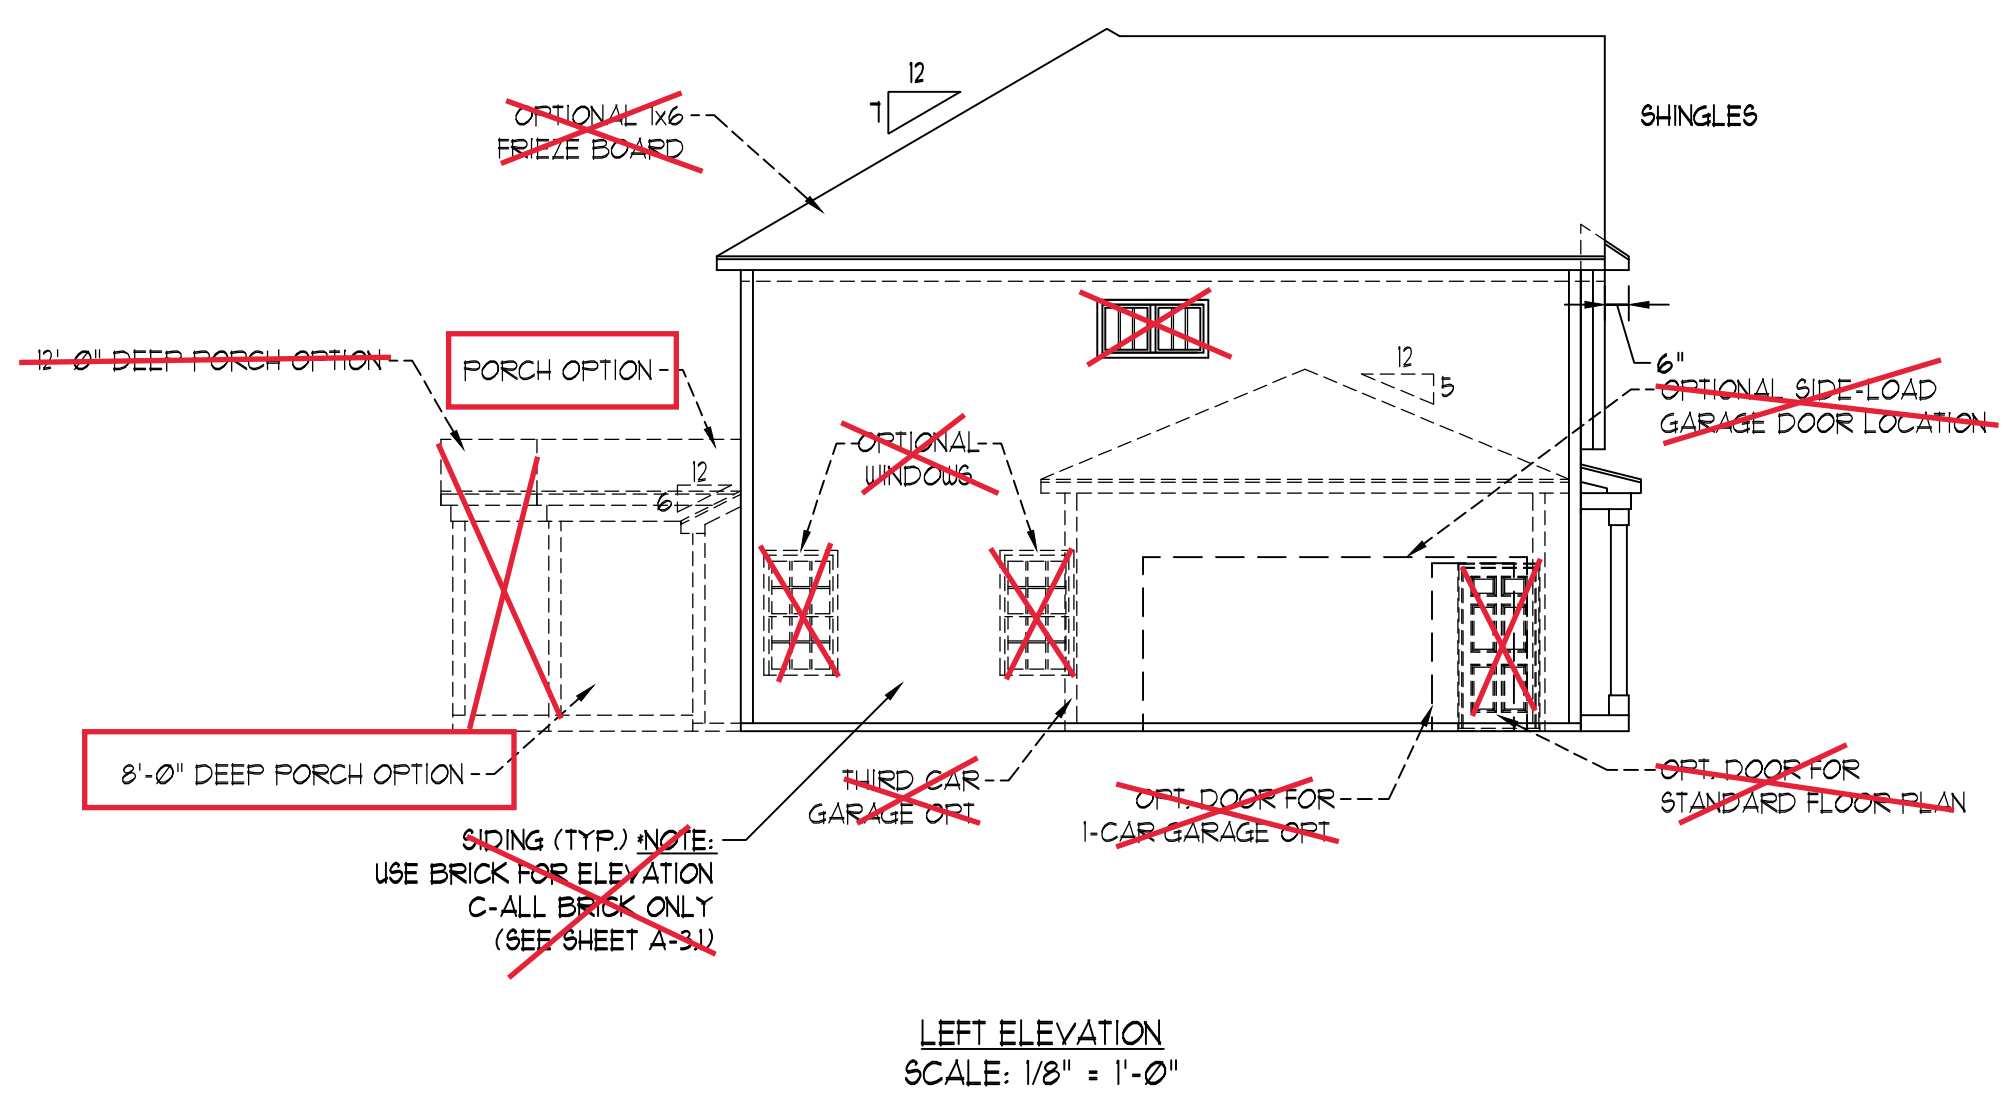 12
7
OPTIONAL 1x6
FRIEZE BOARD
SHINGLES
12'-0" DEEP PORCH OPTION
PORCH OPTION
12
5
6"
OPTIONAL SIDE-LOAD
GARAGE DOOR LOCATION
OPTIONAL
WINDOWS
12
6
8'-0" DEEP PORCH OPTION
THIRD CAR
GARAGE OPT
OPT. DOOR FOR
1-CAR GARAGE OPT
OPT. DOOR FOR
STANDARD FLOOR PLAN
SIDING (TYP.) *NOTE:
USE BRICK FOR ELEVATION
C-ALL BRICK ONLY
(SEE SHEET A-3.1)
LEFT ELEVATION
SCALE: 1/8" = 1'-0"